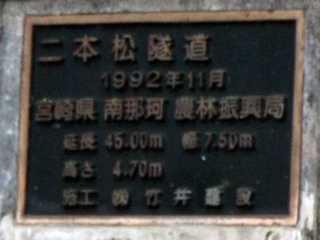 二本松隧道
1992年11月
宮崎県 南那珂 農林振興局
延長 45.00m 幅 7.50m
高さ 4.70m
施工 ㈱ 竹井建設